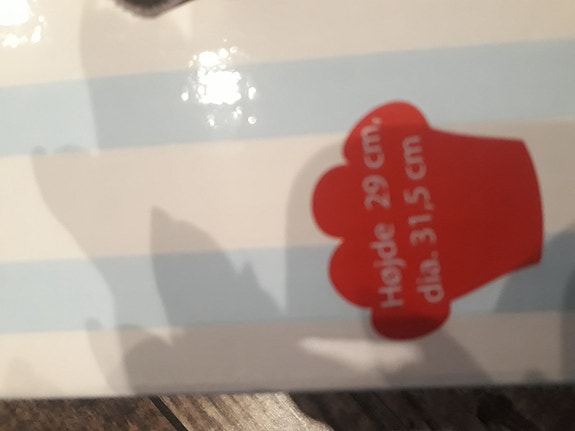 Højde 29 cm,
dia. 31,5 cm